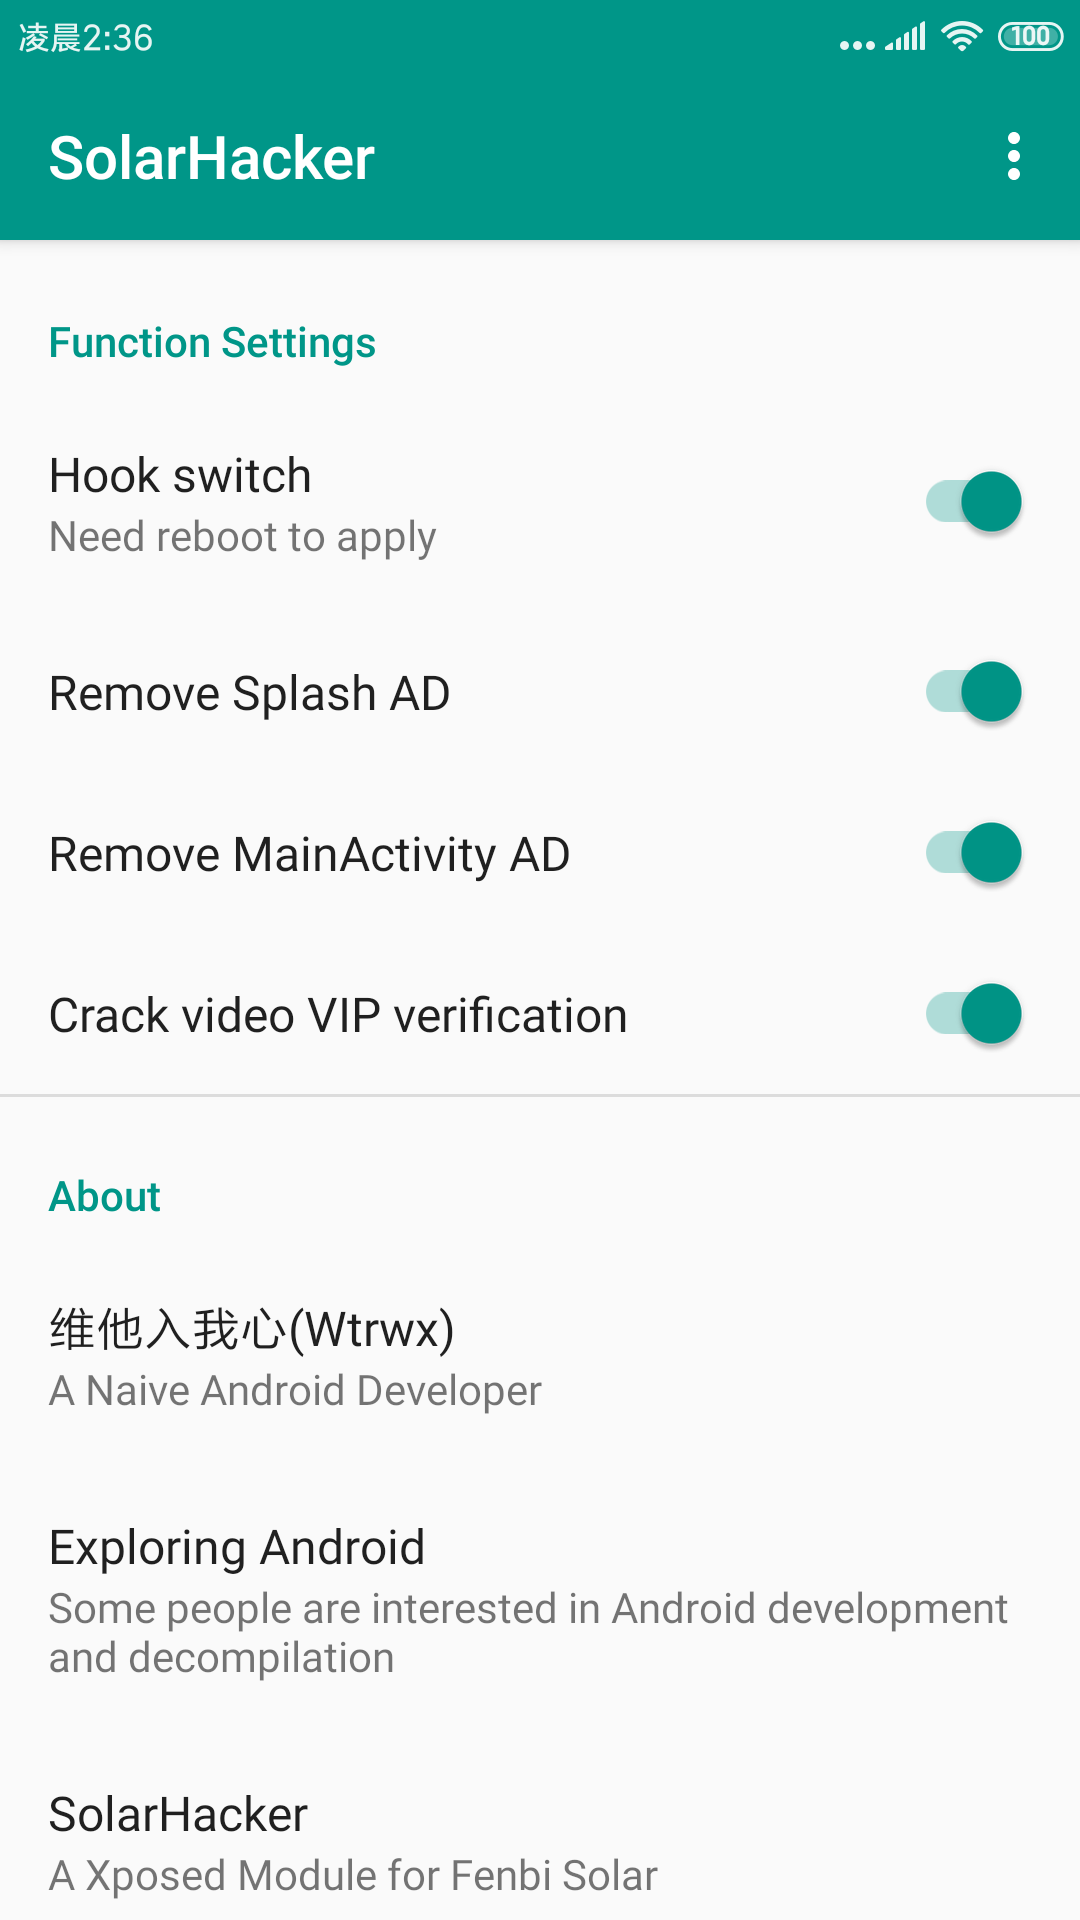 凌晨2:36
100
SolarHacker
Function Settings
Hook switch
Need reboot to apply
Remove Splash AD
Remove MainActivity AD
Crack video VIP verification
About
维他入我心(Wtrwx)
A Naive Android Developer
Exploring Android
Some people are interested in Android development
and decompilation
SolarHacker
A Xposed Module for Fenbi Solar